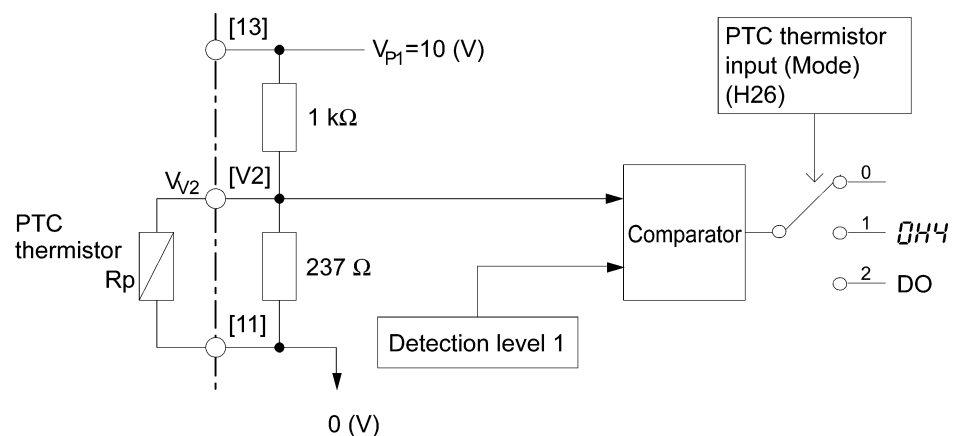 [13]
V_P1=10 (V)
PTC thermistor
input (Mode)
(H26)
1 kΩ
V_V2
[V2]
0
PTC
thermistor
Rp
237 Ω
Comparator
1
0H4
2
DO
[11]
Detection level 1
0 (V)